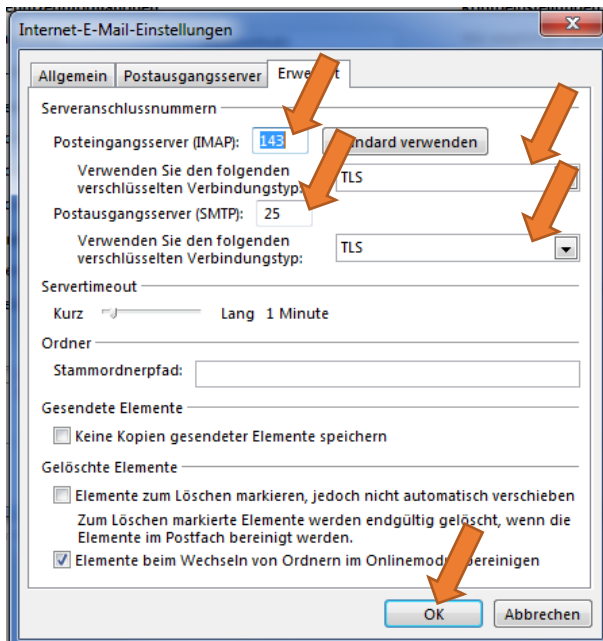 Internet-E-Mail-Einstellungen
Allgemein Postausgangsserver
Serveranschlussnummern
Posteingangsserver (IMAP): 143 verwenden
Verwenden Sie den folgenden
verschlüsselten Verbindungstyp: TLS
Postausgangsserver (SMTP): 25
Verwenden Sie den folgenden
verschlüsselten Verbindungstyp: TLS
Servertimeout
Kurz Lang 1 Minute
Ordner
Stammordnerpfad:
Gesendete Elemente
Keine Kopien gesendeter Elemente speichern
Gelöschte Elemente
Elemente zum Löschen markieren, jedoch nicht automatisch verschieben
Zum Löschen markierte Elemente werden endgültig gelöscht, wenn die
Elemente im Postfach bereinigt werden.
Elemente beim Wechseln von Ordnern im Onlinemodus bereinigen
OK Abbrechen